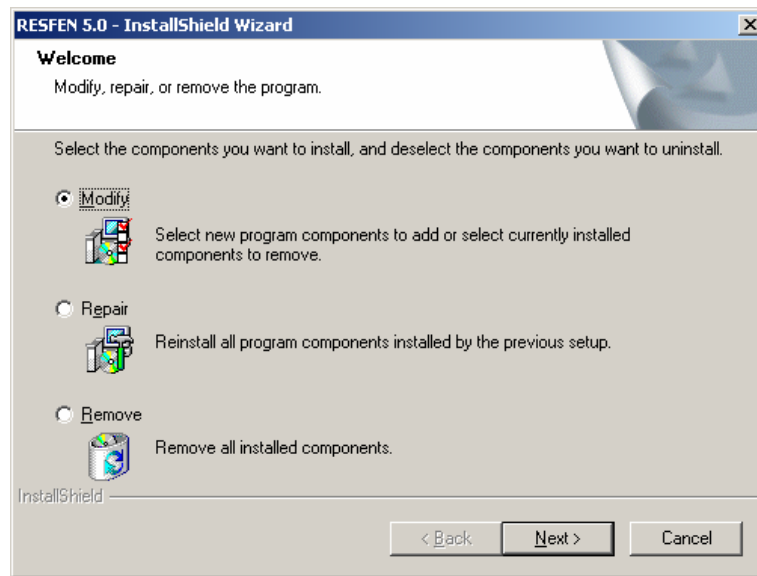 RESFEN 5.0 - InstallShield Wizard
Welcome
Modify, repair, or remove the program.
Select the components you want to install, and deselect the components you want to uninstall.
Modify
Select new program components to add or select currently installed
components to remove.
Repair
Reinstall all program components installed by the previous setup.
Remove
Remove all installed components.
InstallShield
< Back Next > Cancel